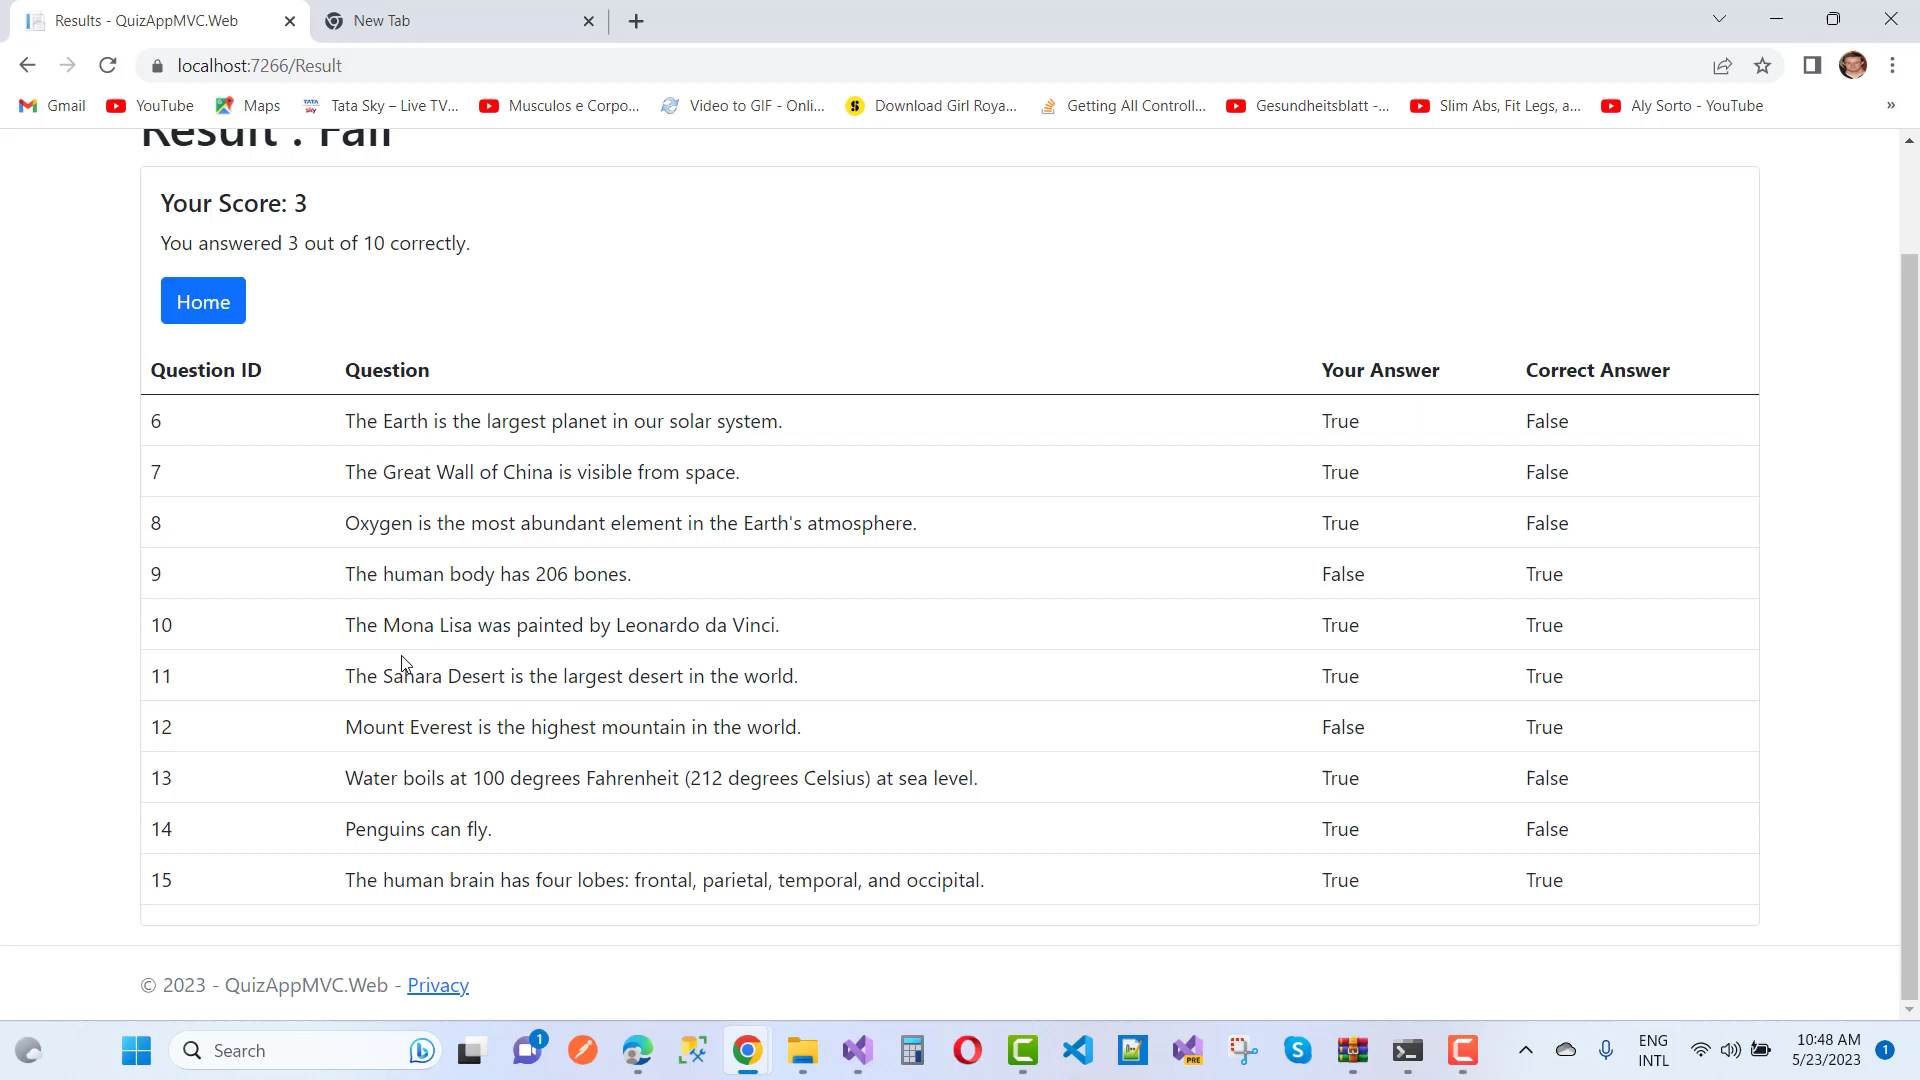 Results - QuizAppMVC.Web
New Tab
localhost:7266/Result
Gmail
YouTube
Maps
Tata Sky – Live TV...
Musculos e Corpo...
Video to GIF - Onli...
Download Girl Roya...
Getting All Controll...
Gesundheitsblatt -...
Slim Abs, Fit Legs, a...
Aly Sorto - YouTube
»
Result : Fail
Your Score: 3
You answered 3 out of 10 correctly.
Home
Question ID Question Your Answer Correct Answer
6 The Earth is the largest planet in our solar system. True False
7 The Great Wall of China is visible from space. True False
8 Oxygen is the most abundant element in the Earth's atmosphere. True False
9 The human body has 206 bones. False True
10 The Mona Lisa was painted by Leonardo da Vinci. True True
11 The Sahara Desert is the largest desert in the world. True True
12 Mount Everest is the highest mountain in the world. False True
13 Water boils at 100 degrees Fahrenheit (212 degrees Celsius) at sea level. True False
14 Penguins can fly. True False
15 The human brain has four lobes: frontal, parietal, temporal, and occipital. True True
© 2023 - QuizAppMVC.Web - Privacy
Search
1
PRE
ENG
INTL
10:48 AM
5/23/2023
1